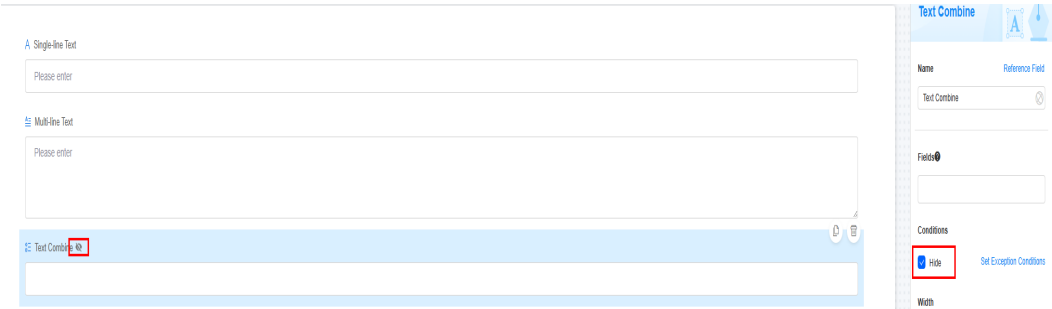 Single-line Text
Please enter
Multi-line Text
Please enter
Text Combine
Text Combine
Name
Reference Field
Text Combine
Fields
Conditions
Hide
Set Exception Conditions
Width